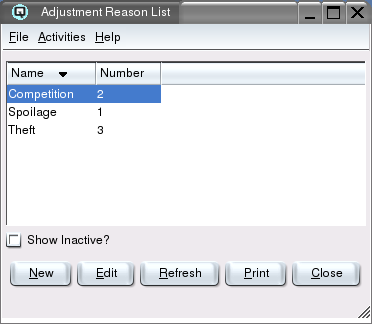 Adjustment Reason List
File Activities Help
Name Number
Competition 2
Spoilage 1
Theft 3
Show Inactive?
New Edit Refresh Print Close